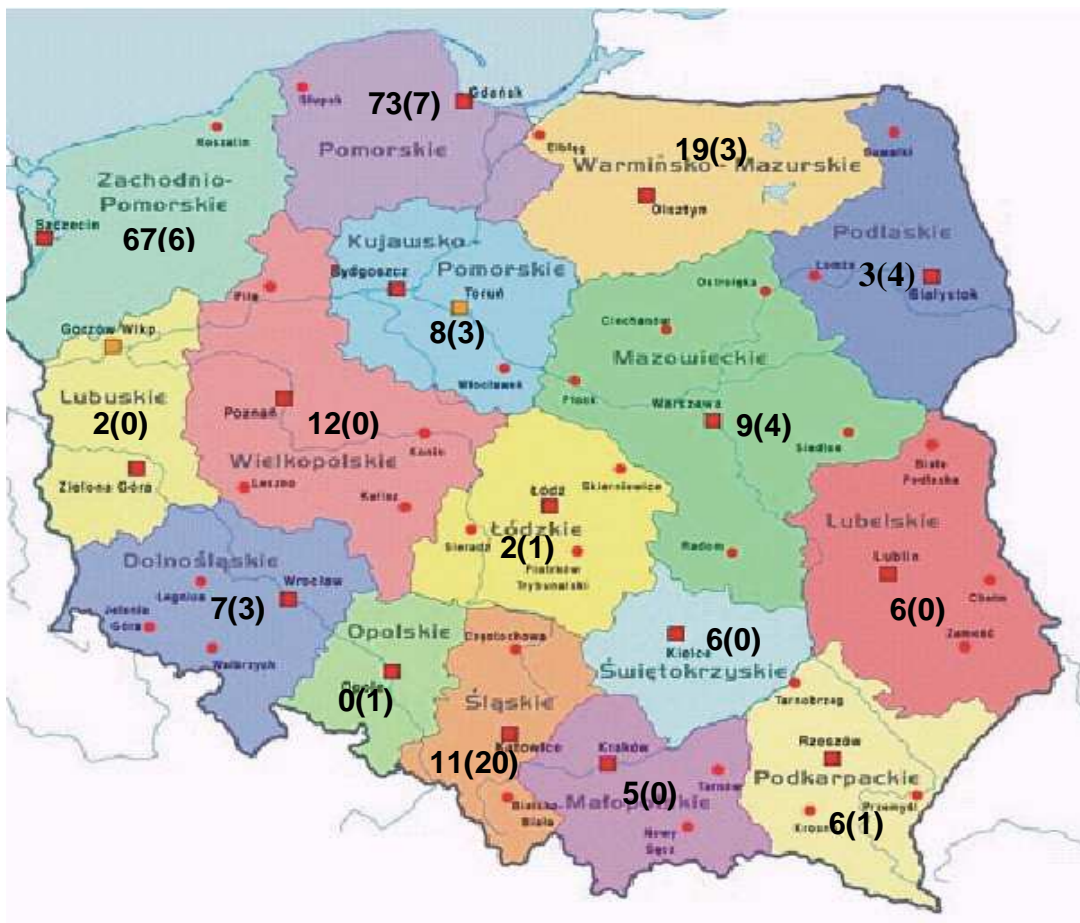 Słupsk
Gdańsk
73(7)
Pomorskie
Koszalin
Elbląg
19(3)
Warmińsko-Mazurskie
Olsztyn
Suwałki
Zachodnio-
Pomorskie
Szczecin
67(6)
Kujawsko-
Pomorskie
Bydgoszcz
Toruń
8(3)
Włocławek
Podlaskie
Łomża
3(4)
Białystok
Ostrołęka
Ciechanów
Mazowieckie
Płock
Warszawa
9(4)
Siedlce
Radom
Piła
Gorzów Wlkp.
Lubuskie
2(0)
Zielona Góra
Poznań
12(0)
Konin
Wielkopolskie
Leszno
Kalisz
Skierniewice
Łódź
Łódzkie
Sieradz
2(1)
Piotrków
Trybunalski
Biała
Podlaska
Lubelskie
Lublin
Chełm
6(0)
Zamość
Dolnośląskie
Legnica
Wrocław
Jelenia
Góra
7(3)
Wałbrzych
Opolskie
Opole
0(1)
Częstochowa
Śląskie
Katowice
11(20)
Bielsko
Biała
6(0)
Kielce
Świętokrzyskie
Kraków
Tarnów
5(0)
Małopolskie
Nowy
Sącz
Tarnobrzeg
Rzeszów
Podkarpackie
Przemyśl
Krosno
6(1)